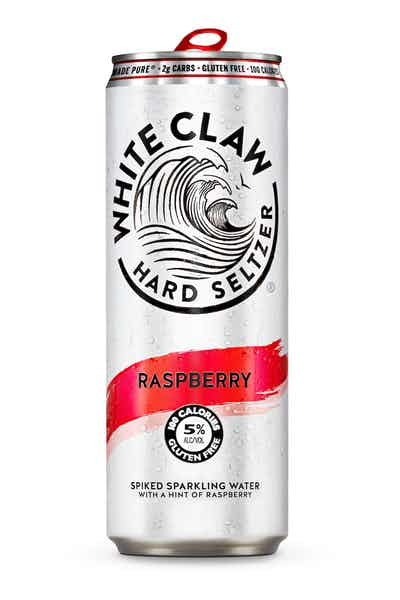 MADE PURE® • 2g CARBS • GLUTEN FREE • 100 CALORIES
WHITE CLAW
HARD SELTZER
®
RASPBERRY
100 CALORIES
5%
ALC/VOL
GLUTEN FREE
SPIKED SPARKLING WATER
WITH A HINT OF RASPBERRY